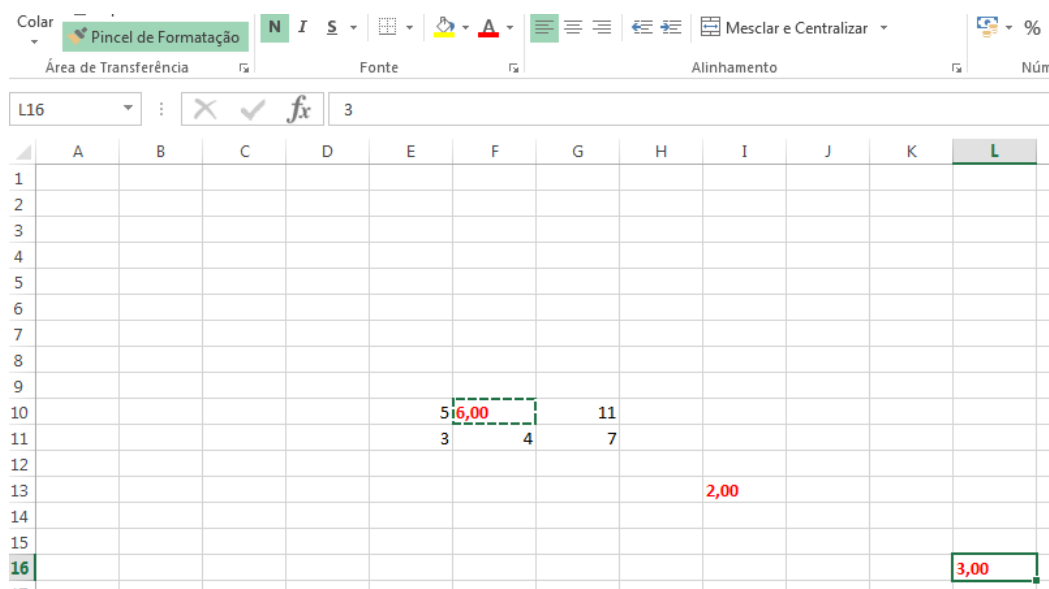 Colar
Pincel de Formatação
N I S A Mesclar e Centralizar %
Área de Transferência Fonte Alinhamento Núm
L16 fx 3
A B C D E F G H I J K L
1
2
3
4
5
6
7
8
9
10 5 6,00 11
11 3 4 7
12
13 2,00
14
15
16 3,00